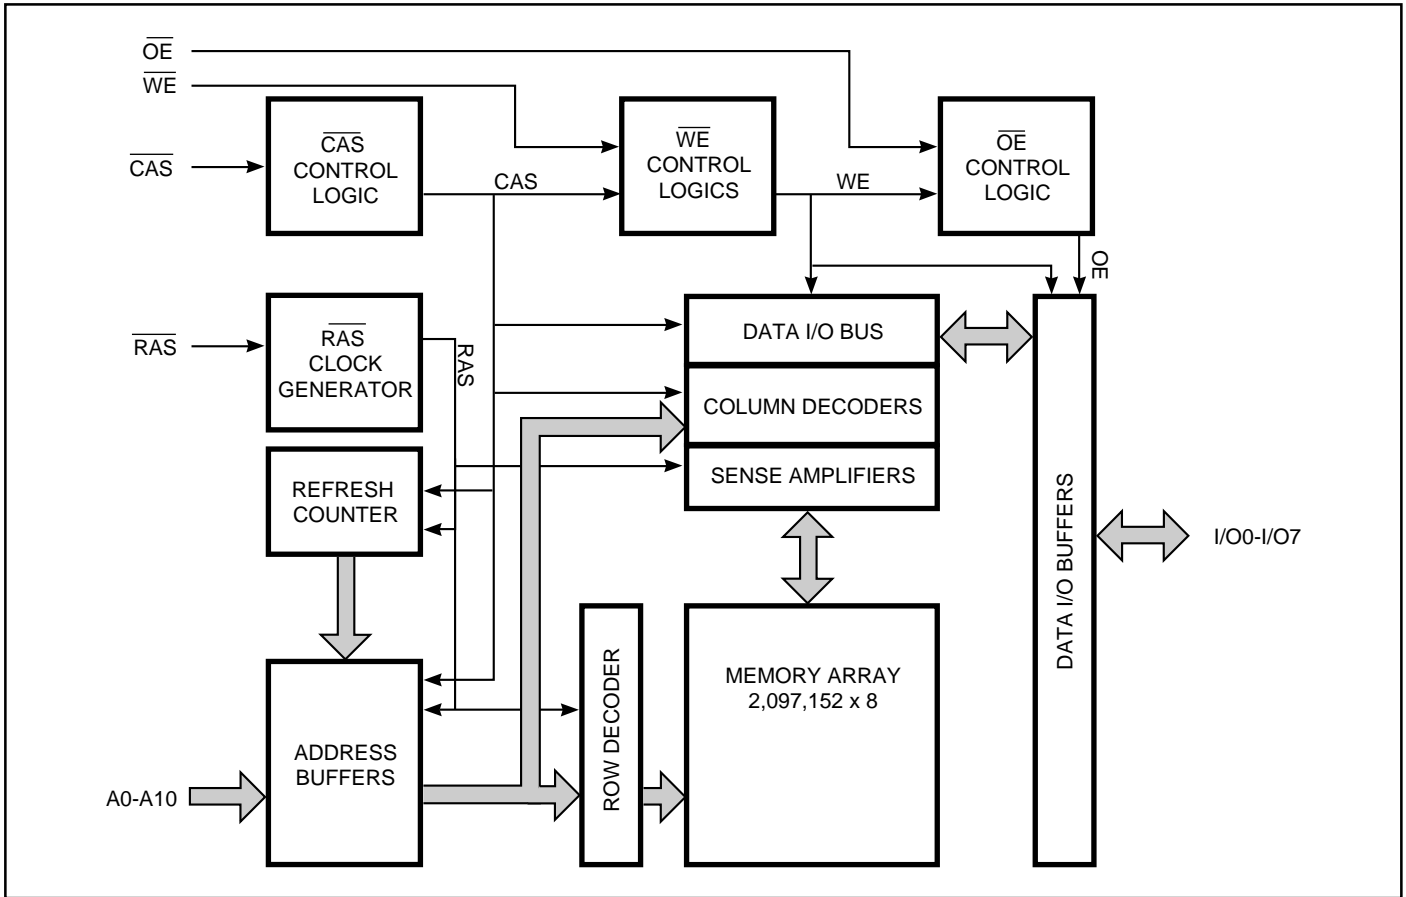 OE
WE
CAS
CAS
CONTROL
LOGIC
CAS
WE
CONTROL
LOGICS
WE
OE
CONTROL
LOGIC
OE
RAS
RAS
CLOCK
GENERATOR
RAS
DATA I/O BUS
COLUMN DECODERS
SENSE AMPLIFIERS
REFRESH
COUNTER
DATA I/O BUFFERS
I/O0-I/O7
ADDRESS
BUFFERS
A0-A10
ROW DECODER
MEMORY ARRAY
2,097,152 x 8